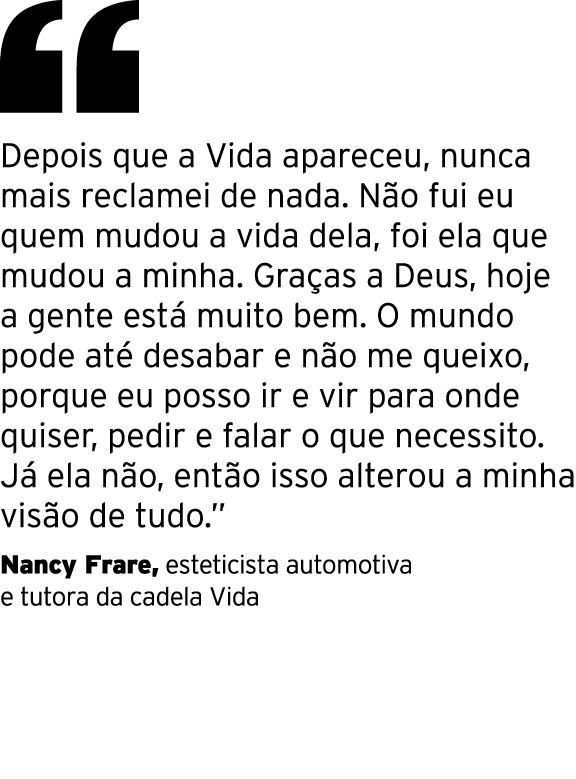 “
Depois que a Vida apareceu, nunca
mais reclamei de nada. Não fui eu
quem mudou a vida dela, foi ela que
mudou a minha. Graças a Deus, hoje
a gente está muito bem. O mundo
pode até desabar e não me queixo,
porque eu posso ir e vir para onde
quiser, pedir e falar o que necessito.
Já ela não, então isso alterou a minha
visão de tudo.”
Nancy Frare, esteticista automotiva
e tutora da cadela Vida